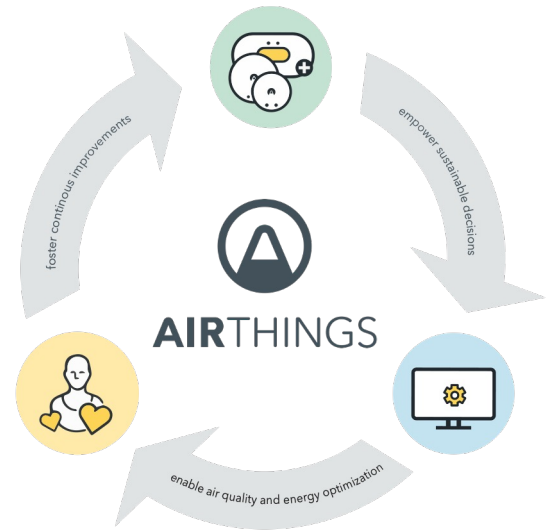 foster continous improvements
empower sustainable decisions
AIRTHINGS
enable air quality and energy optimization